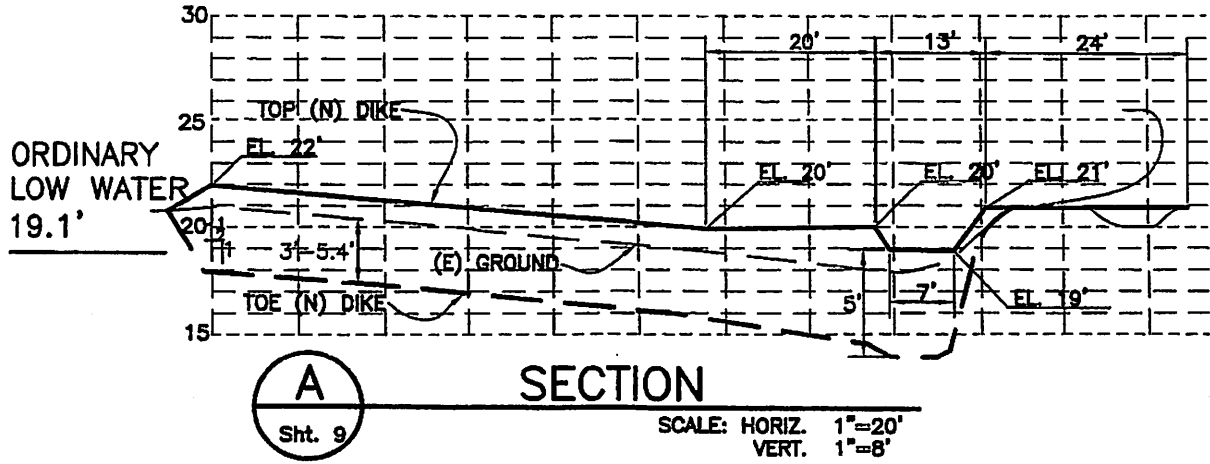 30
20'
13'
24'
TOP (N) DIKE
25
ORDINARY
LOW WATER
19.1'
EL. 22'
EL. 20'
EL. 20'
EL. 21'
20
1
1
3'-5.4'
(E) GROUND
TOE (N) DIKE
5'
7'
EL. 19'
15
A
Sht. 9
SECTION
SCALE: HORIZ. 1"=20'
VERT. 1"=8'